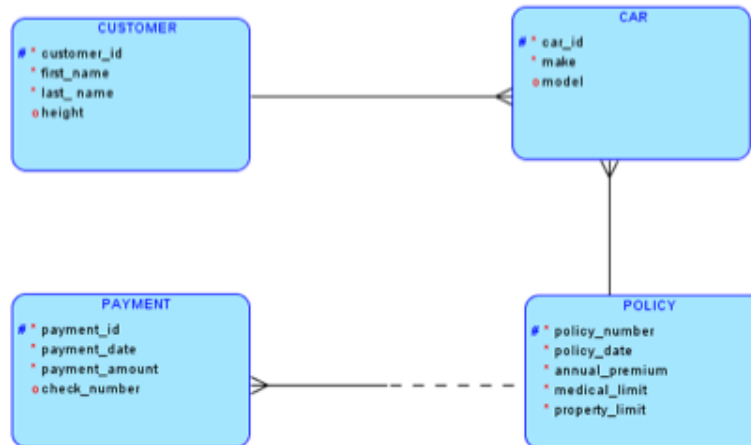 CUSTOMER
# * customer_id
* first_name
* last_ name
o height
CAR
# * car_id
* make
o model
PAYMENT
# * payment_id
* payment_date
* payment_amount
o check_number
POLICY
# * policy_number
* policy_date
* annual_premium
* medical_limit
* property_limit